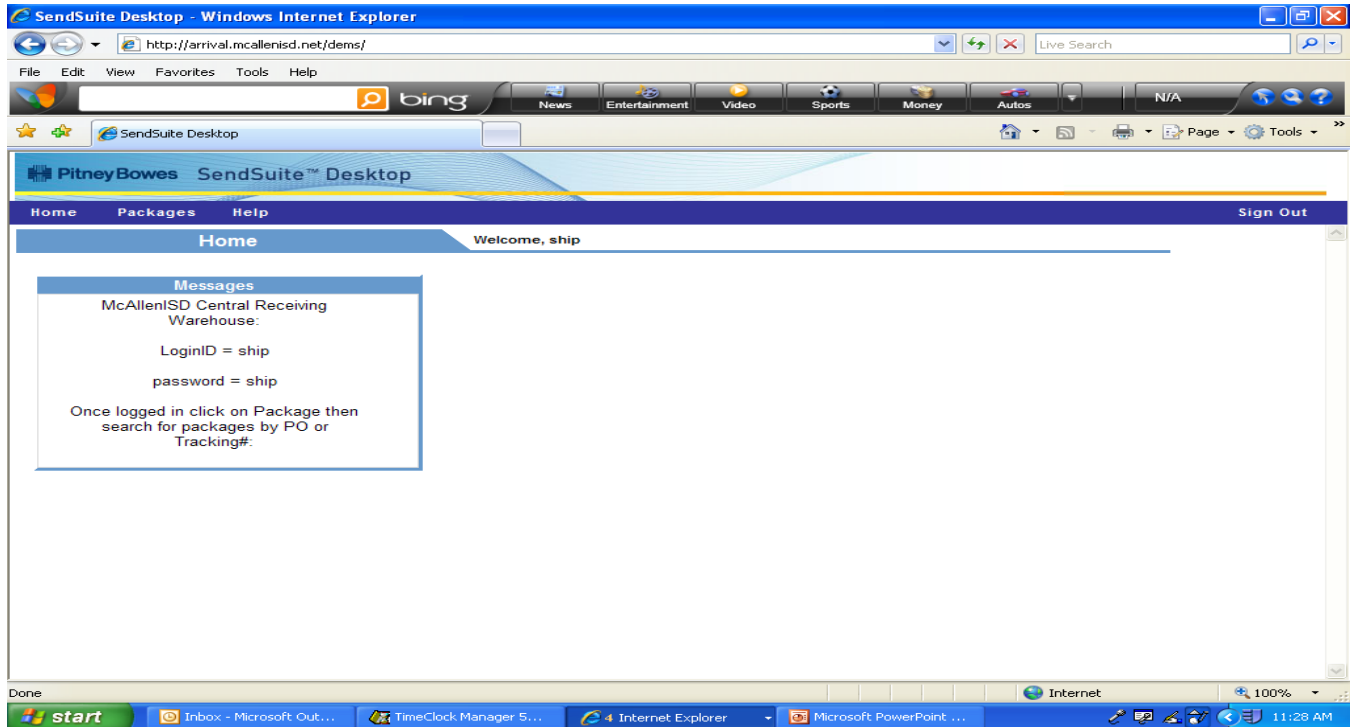 SendSuite Desktop - Windows Internet Explorer
http://arrival.mcallenisd.net/dems/
Live Search
File Edit View Favorites Tools Help
bing News Entertainment Video Sports Money Autos N/A
SendSuite Desktop
Page Tools
PitneyBowes SendSuite™ Desktop
Home Packages Help Sign Out
Home
Welcome, ship
Messages
McAllenISD Central Receiving
Warehouse:
LoginID = ship
password = ship
Once logged in click on Package then
search for packages by PO or
Tracking#:
Done Internet 100%
start Inbox - Microsoft Out... TimeClock Manager 5... 4 Internet Explorer Microsoft PowerPoint ... 11:28 AM